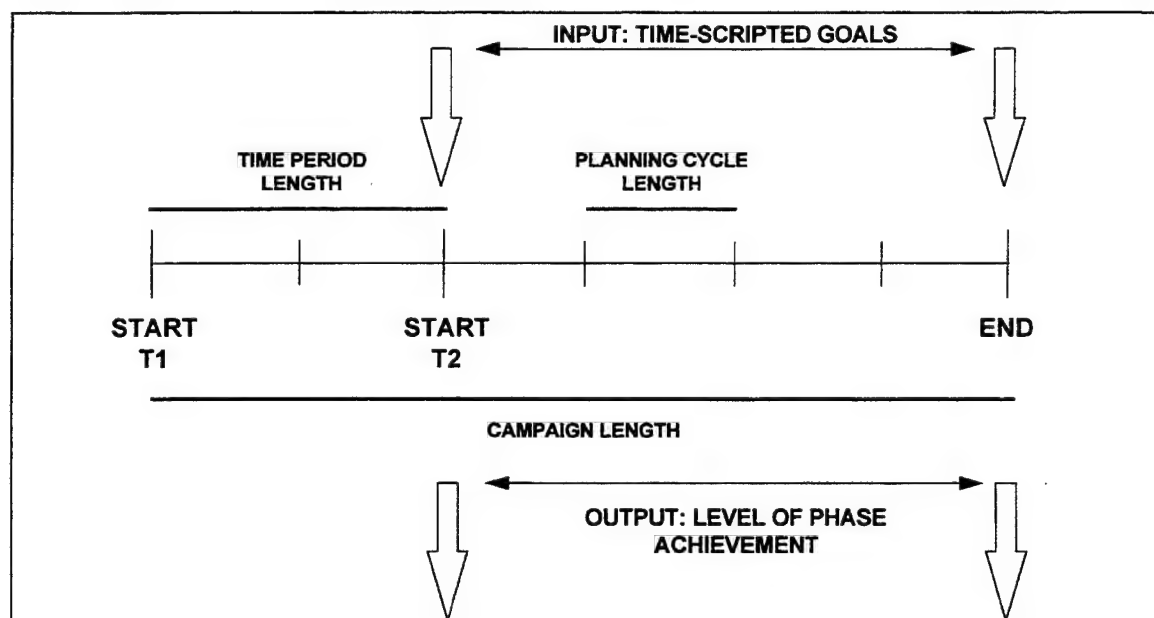 INPUT: TIME-SCRIPTED GOALS
TIME PERIOD
LENGTH
PLANNING CYCLE
LENGTH
START
T1
START
T2
END
CAMPAIGN LENGTH
OUTPUT: LEVEL OF PHASE
ACHIEVEMENT